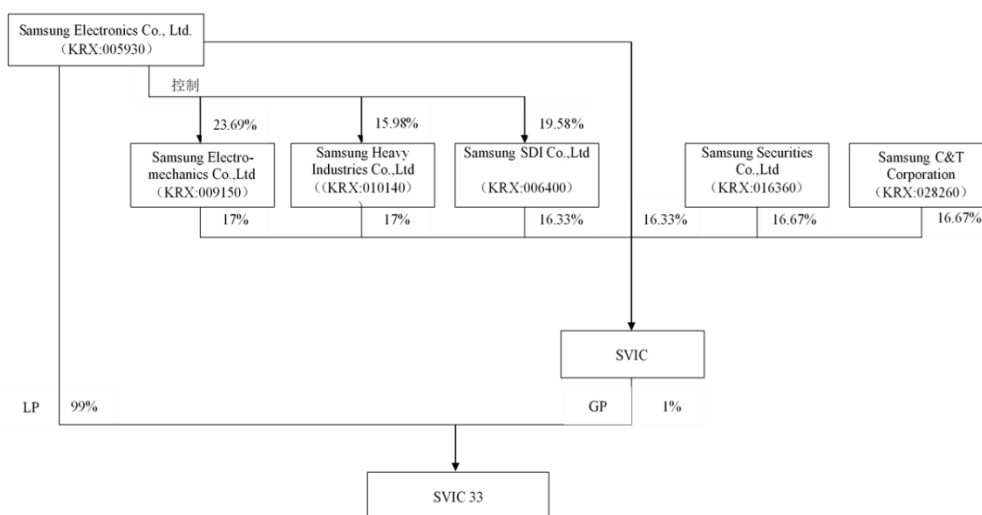 Samsung Electronics Co., Ltd.
（KRX:005930）
控制
23.69%
15.98%
19.58%
Samsung Electro-
mechanics Co.,Ltd
(KRX:009150)
Samsung Heavy
Industries Co.,Ltd
((KRX:010140)
Samsung SDI Co.,Ltd
(KRX:006400)
Samsung Securities
Co.,Ltd
(KRX:016360)
Samsung C&T
Corporation
(KRX:028260)
17%
17%
16.33%
16.33%
16.67%
16.67%
SVIC
LP
99%
GP
1%
SVIC 33